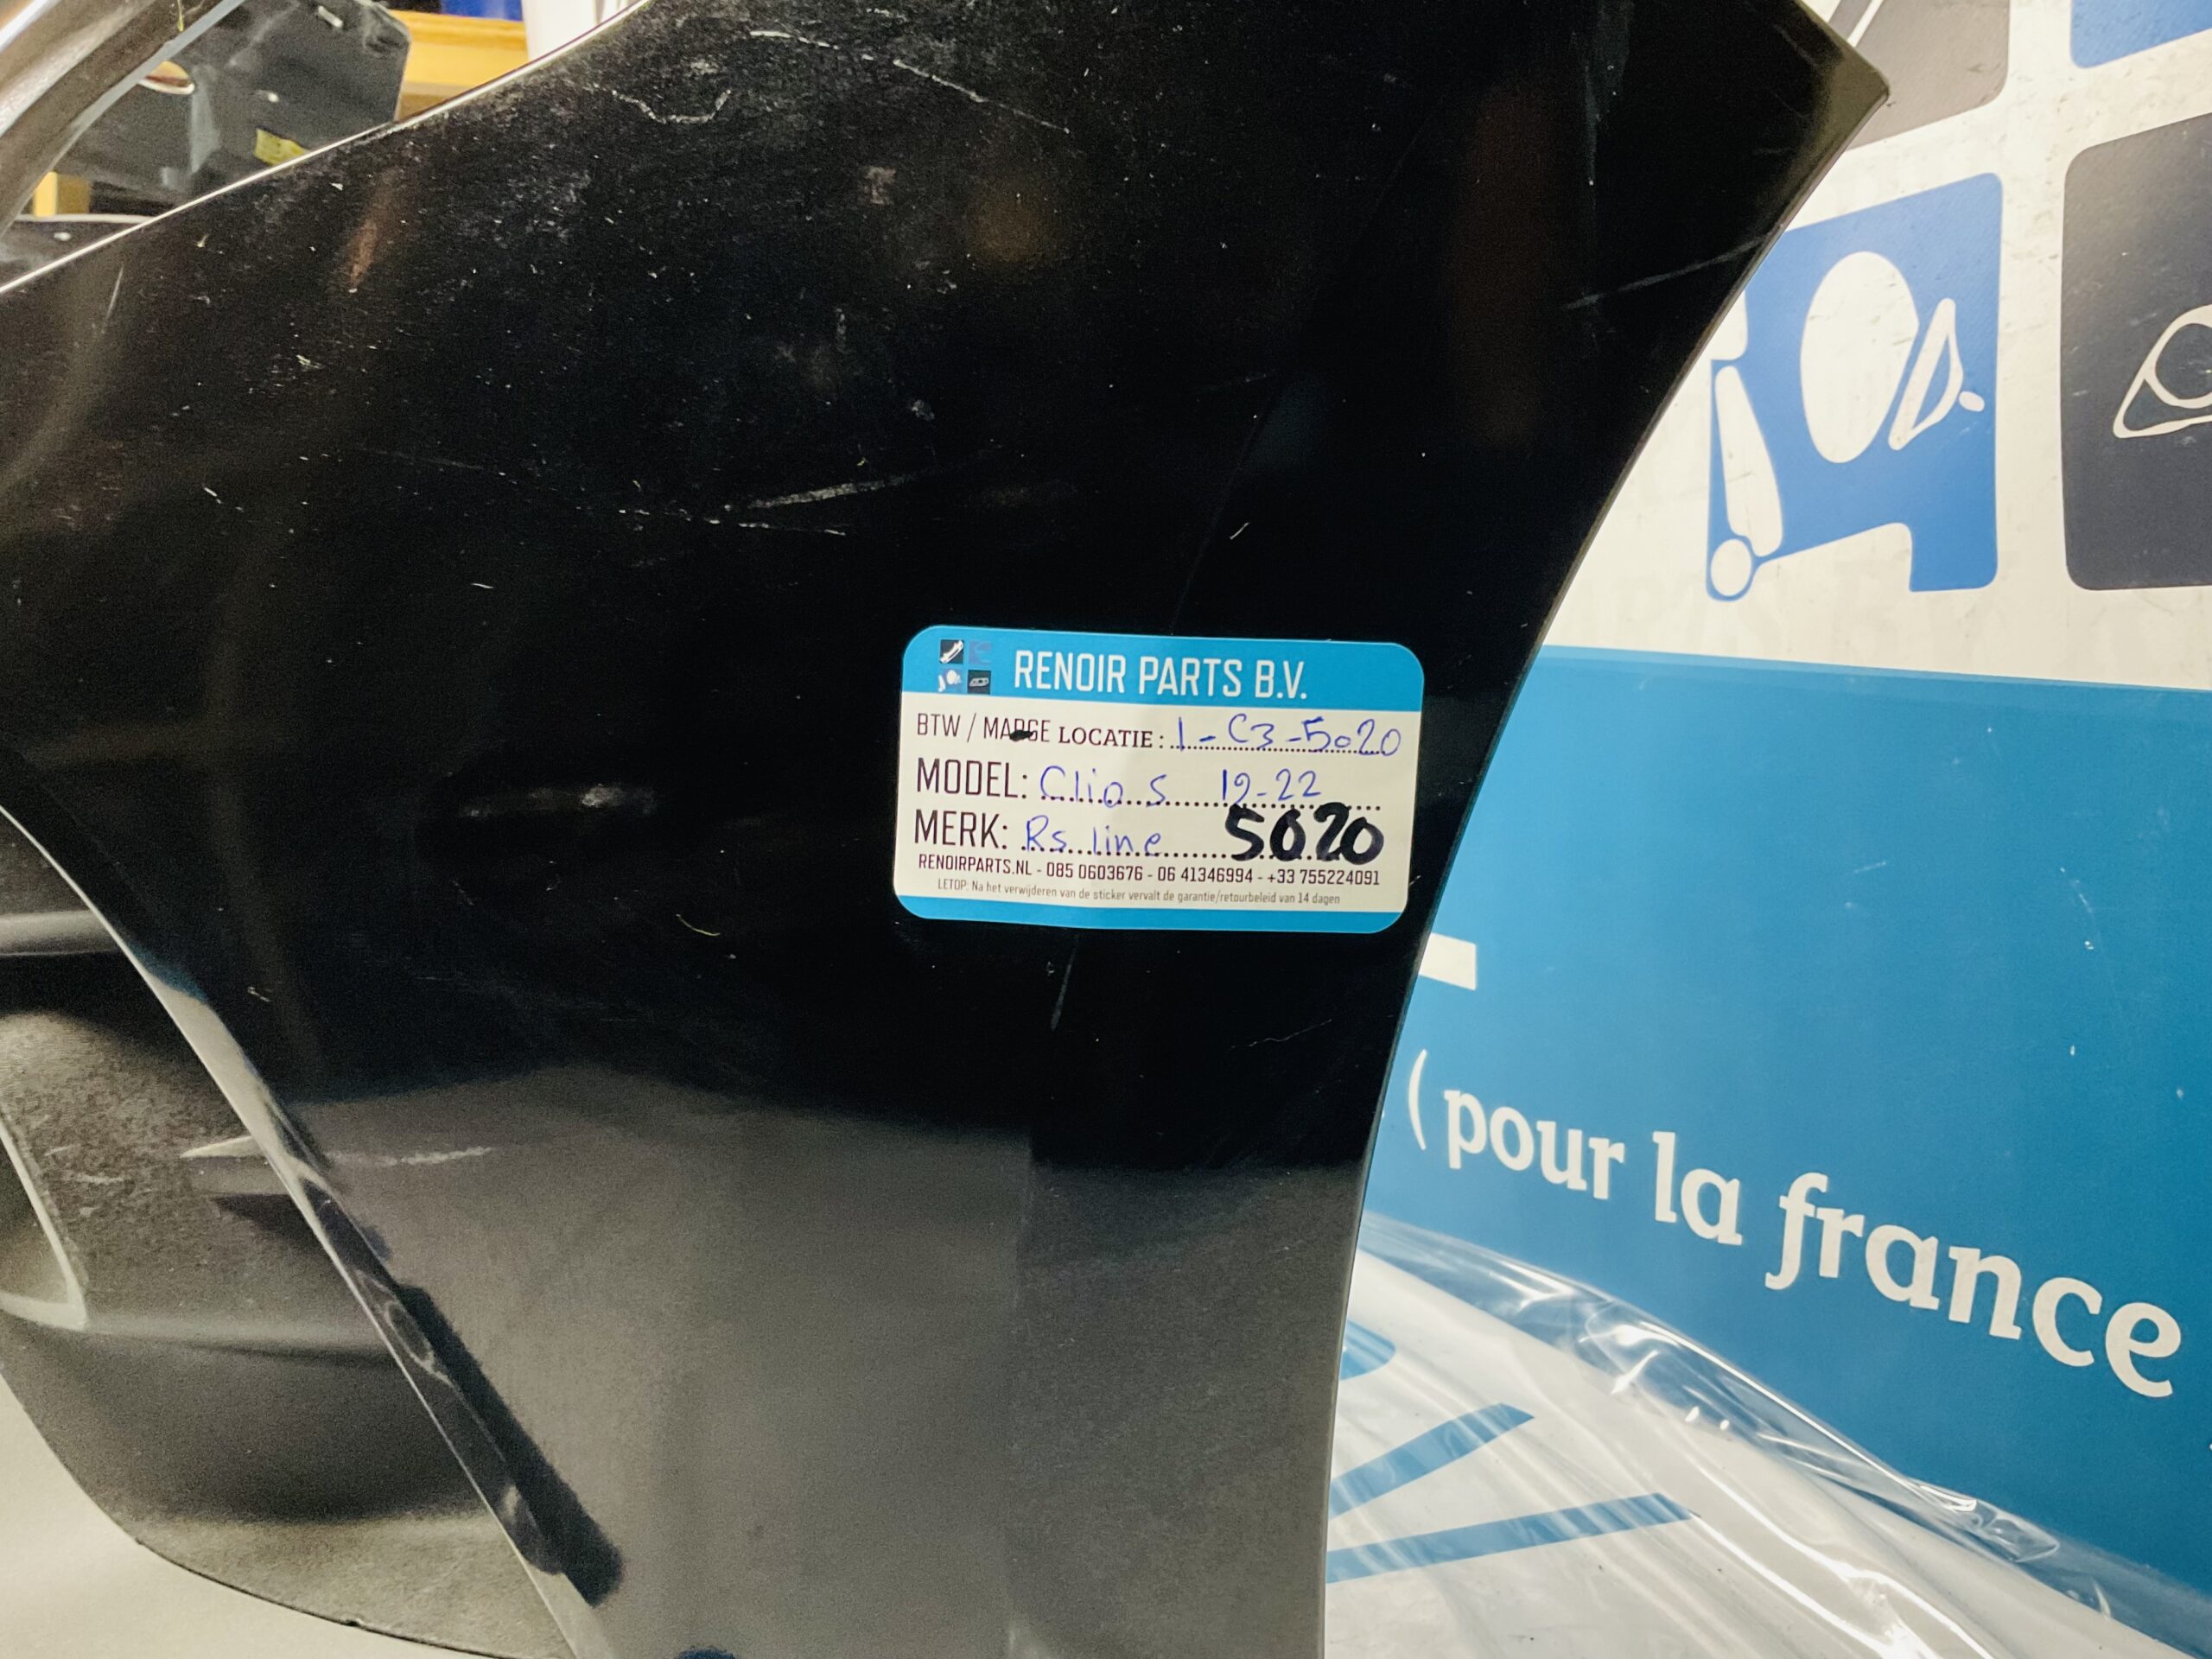 RENOIR PARTS B.V.
BTW / MARGE LOCATIE: 1-C3-5020
MODEL: Clio 5 19-22
MERK: Rs line 5020
RENOIRPARTS.NL - 085 0603676 - 06 41346994 - +33 755224091
LETOP: Na het verwijderen van de sticker vervalt de garantie/retourbeleid van 14 dagen
( pour la france